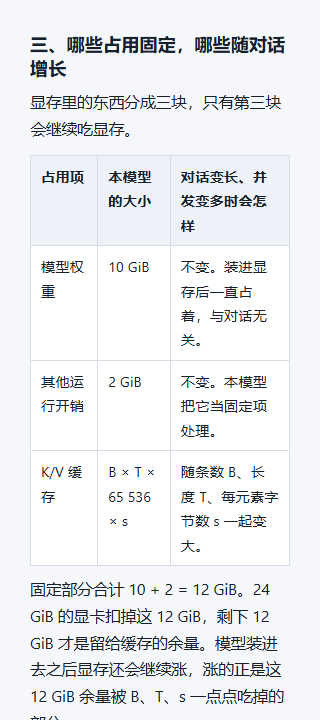 三、哪些占用固定，哪些随对话
增长
显存里的东西分成三块，只有第三块
会继续吃显存。
占用项
本模型
的大小
对话变长、并
发变多时会怎
样
模型权
重
10 GiB
不变。装进显
存后一直占
着，与对话无
关。
其他运
行开销
2 GiB
不变。本模型
把它当固定项
处理。
K/V 缓
存
B × T ×
65 536
× s
随条数 B、长
度 T、每元素字
节数 s 一起变
大。
固定部分合计 10 + 2 = 12 GiB。24
GiB 的显卡扣掉这 12 GiB，剩下 12
GiB 才是留给缓存的余量。模型装进
去之后显存还会继续涨，涨的正是这
12 GiB 余量被 B、T、s 一点点吃掉的